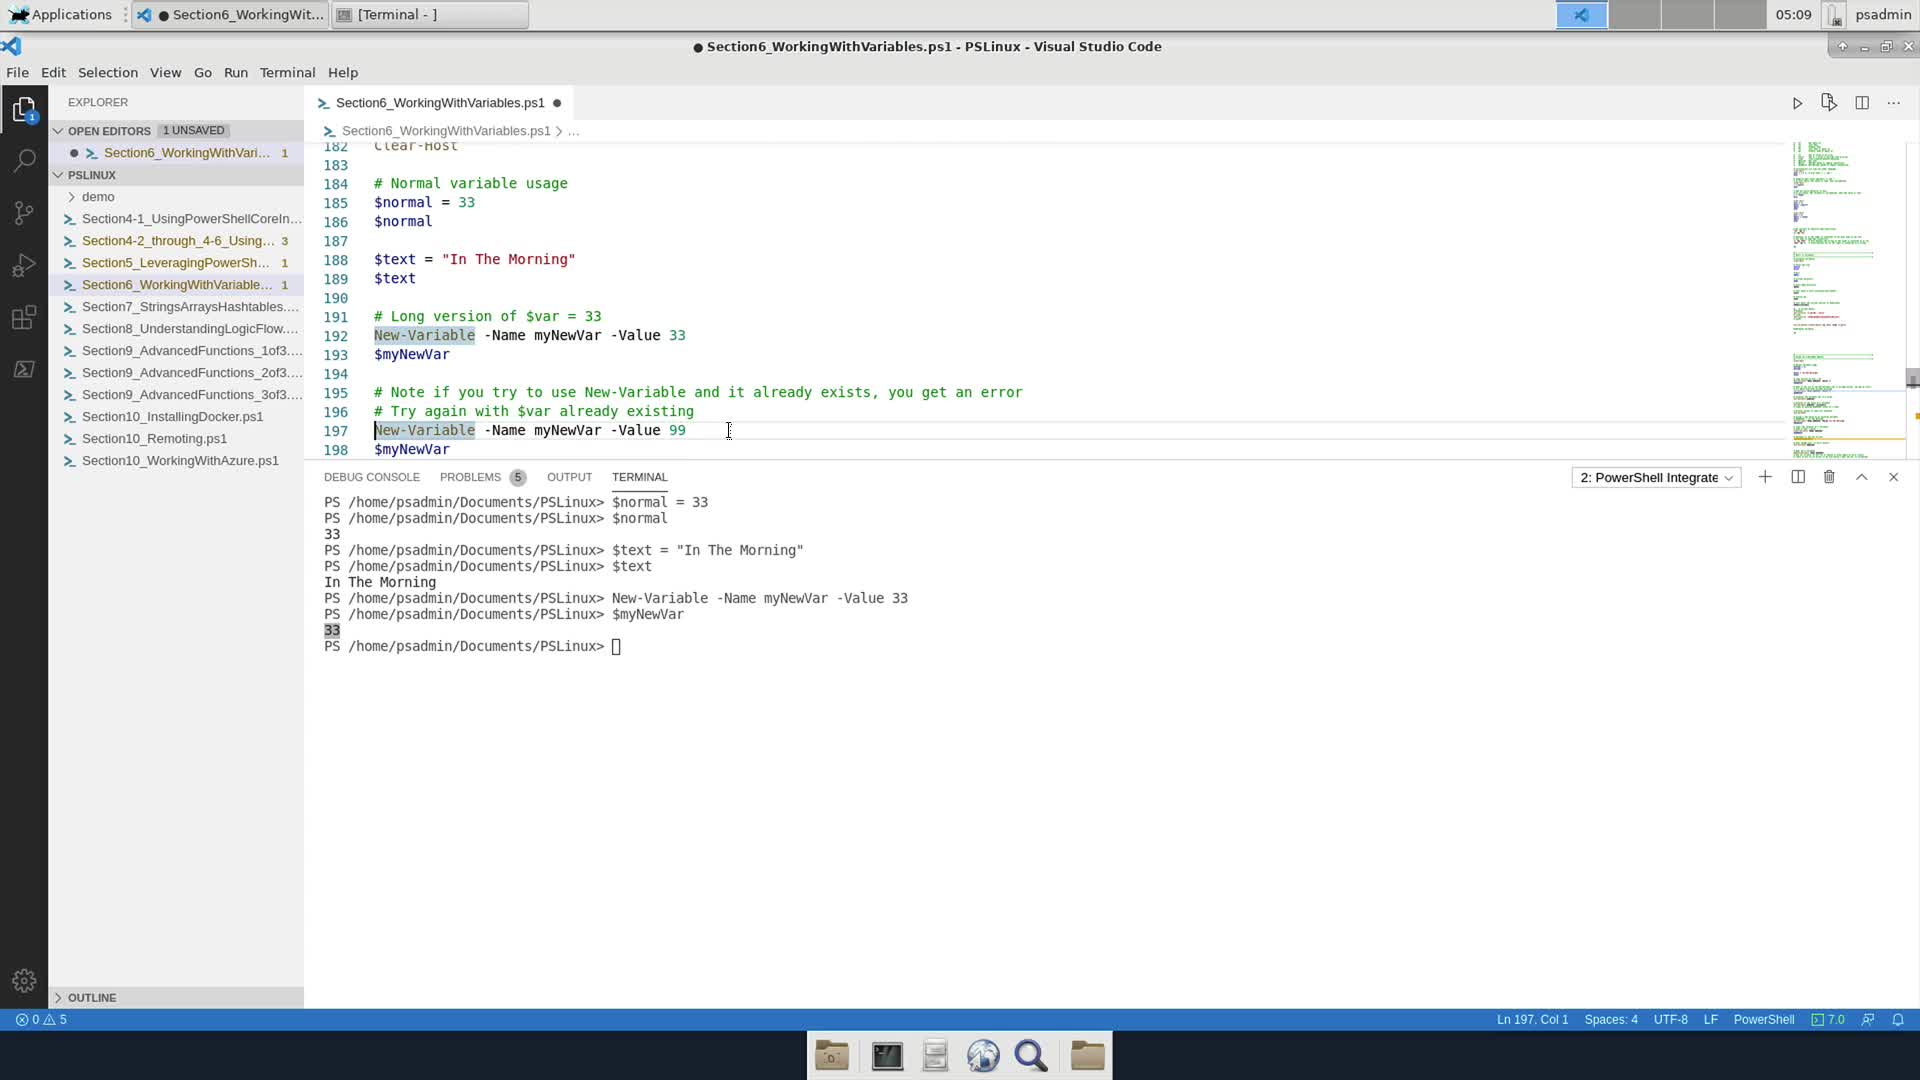 Applications
● Section6_WorkingWit...
[Terminal - ]
05:09
psadmin
● Section6_WorkingWithVariables.ps1 - PSLinux - Visual Studio Code
File Edit Selection View Go Run Terminal Help
EXPLORER
OPEN EDITORS 1 UNSAVED
Section6_WorkingWithVari... 1
PSLINUX
demo
Section4-1_UsingPowerShellCoreIn...
Section4-2_through_4-6_Using... 3
Section5_LeveragingPowerSh... 1
Section6_WorkingWithVariable... 1
Section7_StringsArraysHashtables....
Section8_UnderstandingLogicFlow....
Section9_AdvancedFunctions_1of3....
Section9_AdvancedFunctions_2of3....
Section9_AdvancedFunctions_3of3....
Section10_InstallingDocker.ps1
Section10_Remoting.ps1
Section10_WorkingWithAzure.ps1
OUTLINE
1
Section6_WorkingWithVariables.ps1 ●
Section6_WorkingWithVariables.ps1 > ...
182 Clear-Host
183
184 # Normal variable usage
185 $normal = 33
186 $normal
187
188 $text = "In The Morning"
189 $text
190
191 # Long version of $var = 33
192 New-Variable -Name myNewVar -Value 33
193 $myNewVar
194
195 # Note if you try to use New-Variable and it already exists, you get an error
196 # Try again with $var already existing
197 New-Variable -Name myNewVar -Value 99
198 $myNewVar
DEBUG CONSOLE PROBLEMS 5 OUTPUT TERMINAL
2: PowerShell Integrate
PS /home/psadmin/Documents/PSLinux> $normal = 33
PS /home/psadmin/Documents/PSLinux> $normal
33
PS /home/psadmin/Documents/PSLinux> $text = "In The Morning"
PS /home/psadmin/Documents/PSLinux> $text
In The Morning
PS /home/psadmin/Documents/PSLinux> New-Variable -Name myNewVar -Value 33
PS /home/psadmin/Documents/PSLinux> $myNewVar
33
PS /home/psadmin/Documents/PSLinux>
0 5
Ln 197, Col 1 Spaces: 4 UTF-8 LF PowerShell 7.0